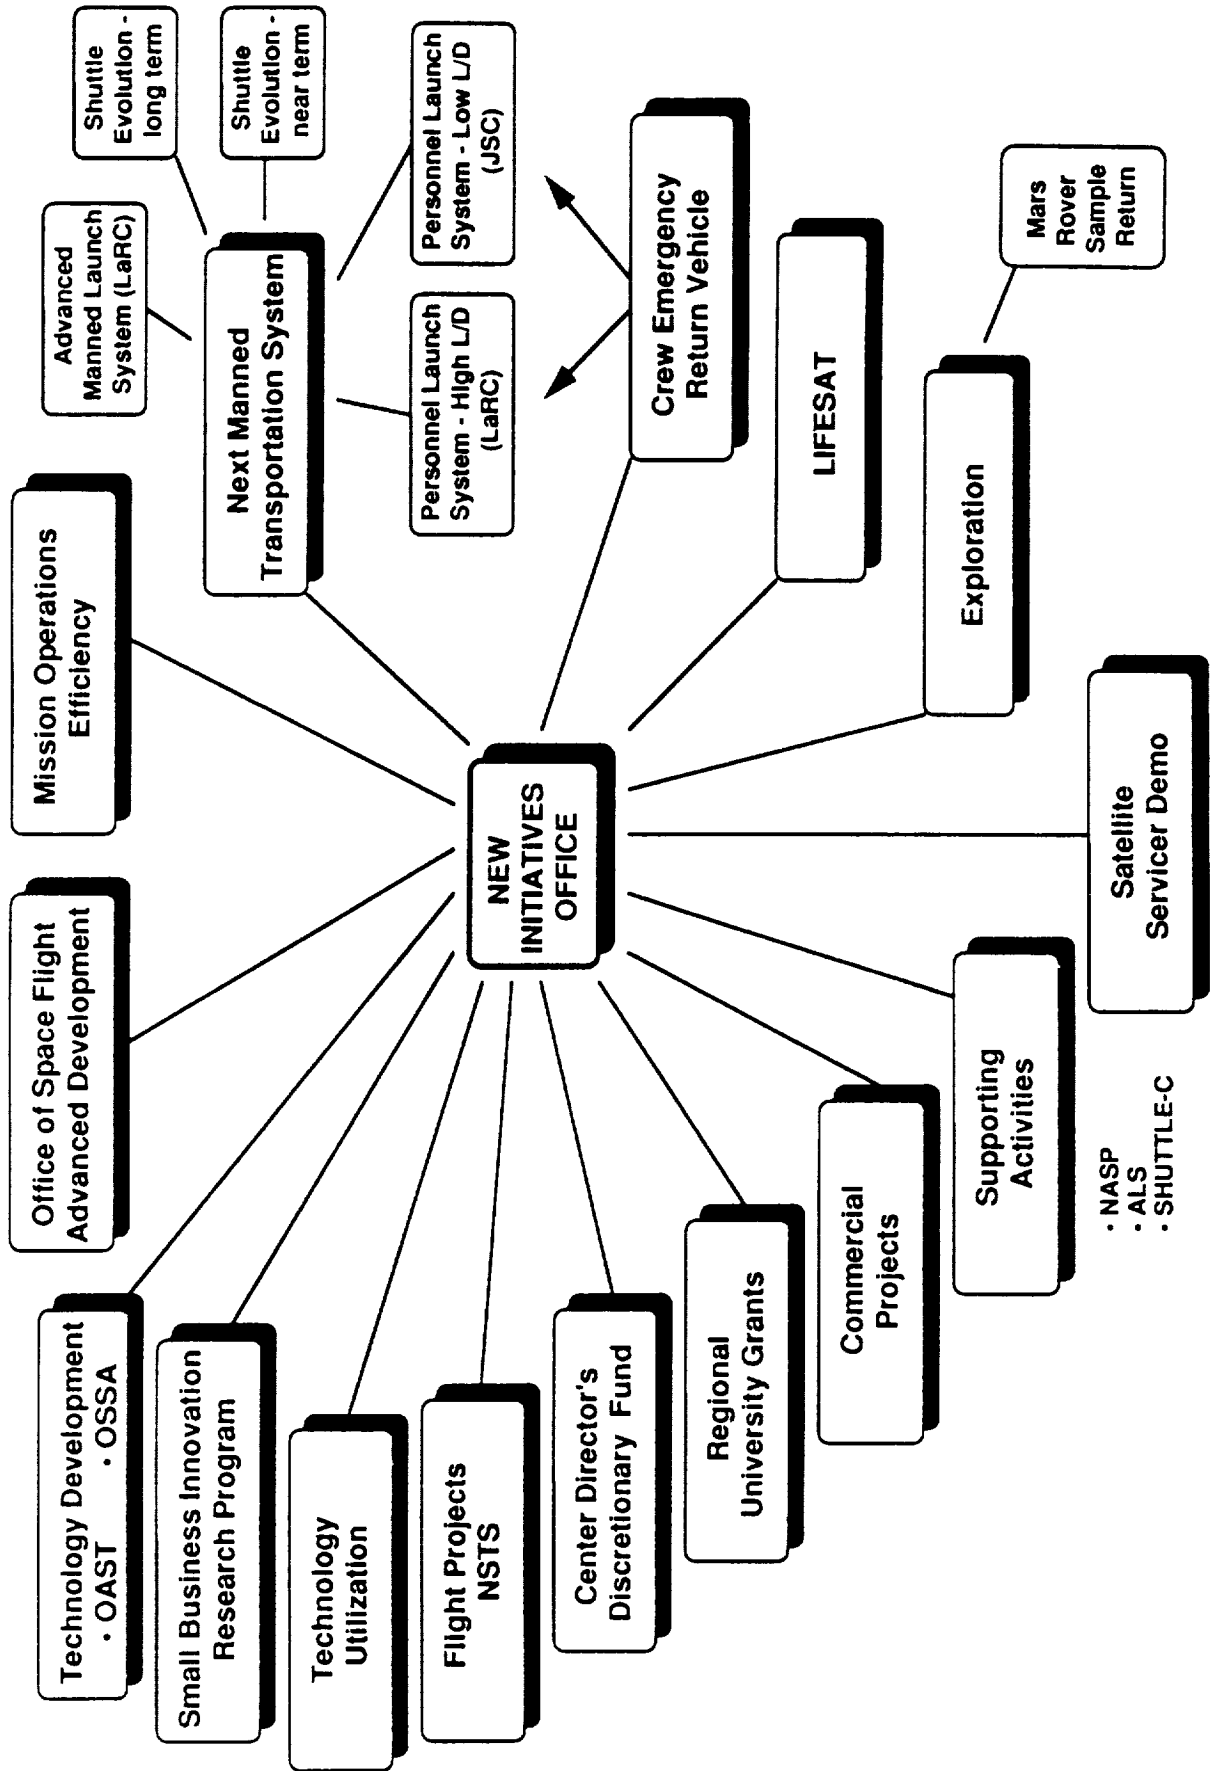 Technology Development
· OAST · OSSA
Office of Space Flight
Advanced Development
Mission Operations
Efficiency
Advanced
Manned Launch
System (LaRC)
Shuttle
Evolution -
long term
Shuttle
Evolution -
near term
Next Manned
Transportation System
Small Business Innovation
Research Program
Technology
Utilization
Personnel Launch
System - High L/D
(LaRC)
Personnel Launch
System - Low L/D
(JSC)
Flight Projects
NSTS
NEW
INITIATIVES
OFFICE
Center Director's
Discretionary Fund
Crew Emergency
Return Vehicle
Regional
University Grants
LIFESAT
Commercial
Projects
Exploration
Mars
Rover
Sample
Return
Supporting
Activities
· NASP
· ALS
· SHUTTLE-C
Satellite
Servicer Demo